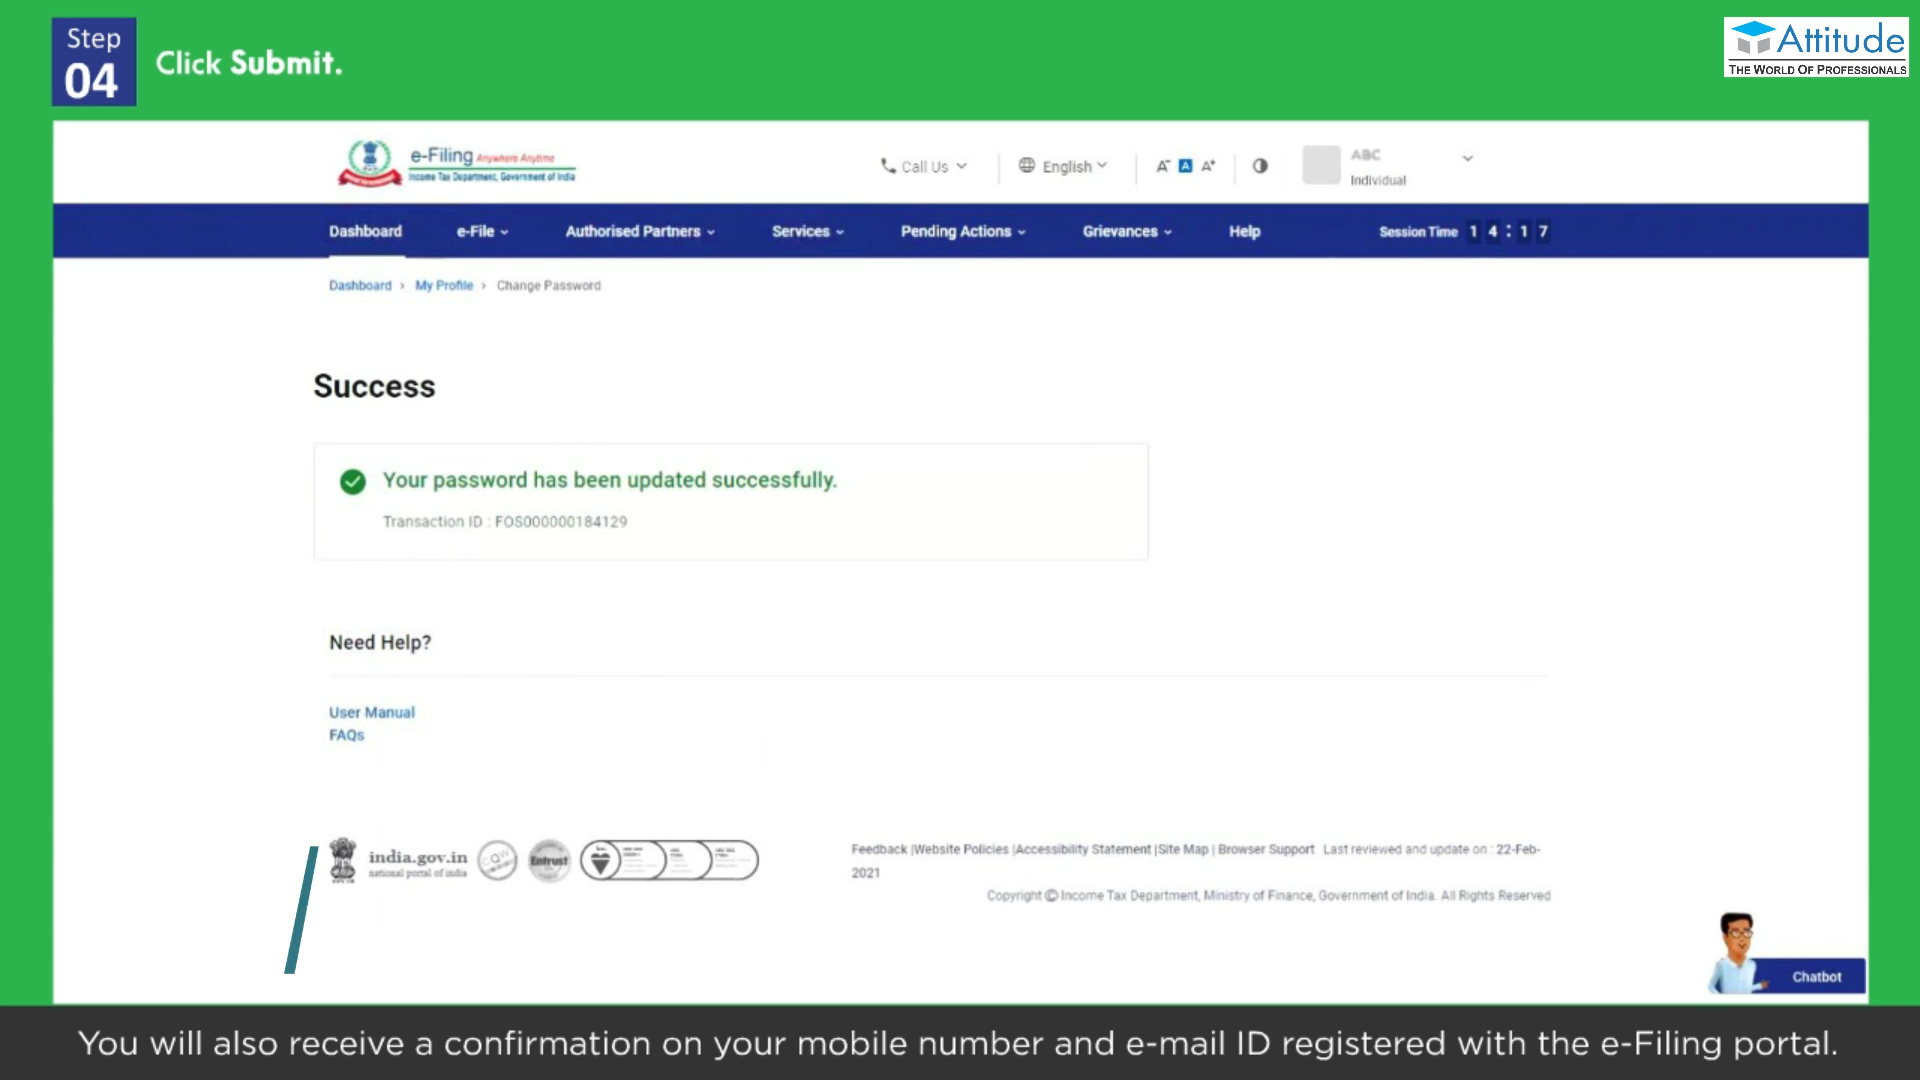 Step
04
Click Submit.
Attitude
THE WORLD OF PROFESSIONALS
e-Filing Anywhere Anytime
Income Tax Department, Government of India
Call Us
English
A- A A+
ABC
Individual
Dashboard e-File Authorised Partners Services Pending Actions Grievances Help Session Time 1 4 : 1 7
Dashboard > My Profile > Change Password
Success
Your password has been updated successfully.
Transaction ID : FOS000000184129
Need Help?
User Manual
FAQs
india.gov.in
national portal of india
CQW
Entrust
Feedback |Website Policies |Accessibility Statement |Site Map | Browser Support Last reviewed and update on : 22-Feb-
2021
Copyright © Income Tax Department, Ministry of Finance, Government of India. All Rights Reserved
Chatbot
You will also receive a confirmation on your mobile number and e-mail ID registered with the e-Filing portal.